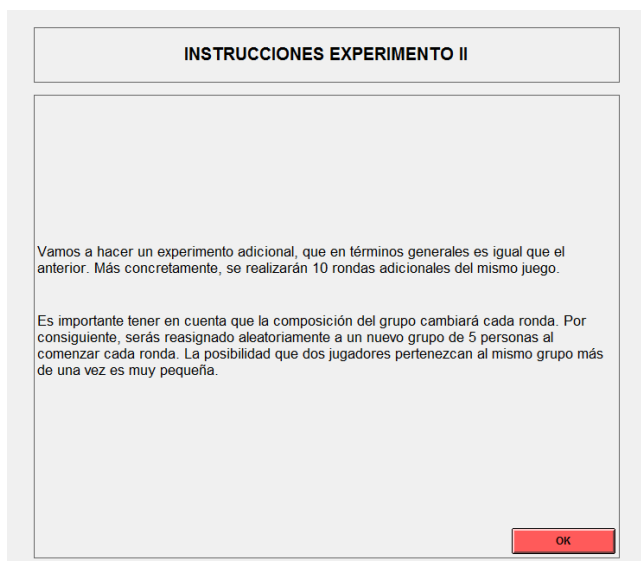 INSTRUCCIONES EXPERIMENTO II
Vamos a hacer un experimento adicional, que en términos generales es igual que el
anterior. Más concretamente, se realizarán 10 rondas adicionales del mismo juego.
Es importante tener en cuenta que la composición del grupo cambiará cada ronda. Por
consiguiente, serás reasignado aleatoriamente a un nuevo grupo de 5 personas al
comenzar cada ronda. La posibilidad que dos jugadores pertenezcan al mismo grupo más
de una vez es muy pequeña.
OK